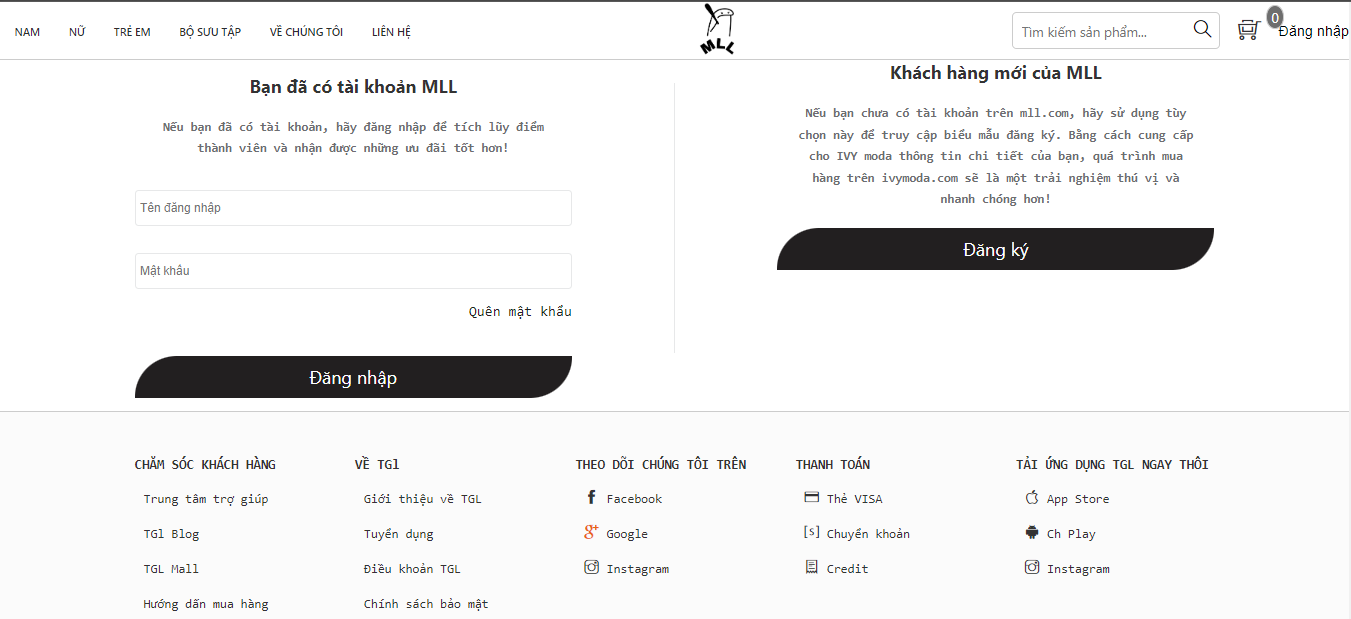 NAM NỮ TRẺ EM BỘ SƯU TẬP VỀ CHÚNG TÔI LIÊN HỆ
MLL
Tìm kiếm sản phẩm...
0
Đăng nhập
Bạn đã có tài khoản MLL
Nếu bạn đã có tài khoản, hãy đăng nhập để tích lũy điểm
thành viên và nhận được những ưu đãi tốt hơn!
Tên đăng nhập
Mật khẩu
Quên mật khẩu
Đăng nhập
Khách hàng mới của MLL
Nếu bạn chưa có tài khoản trên mll.com, hãy sử dụng tùy
chọn này để truy cập biểu mẫu đăng ký. Bằng cách cung cấp
cho IVY moda thông tin chi tiết của bạn, quá trình mua
hàng trên ivymoda.com sẽ là một trải nghiệm thú vị và
nhanh chóng hơn!
Đăng ký
CHĂM SÓC KHÁCH HÀNG
Trung tâm trợ giúp
TGl Blog
TGL Mall
Hướng dẩn mua hàng
VỀ TGl
Giới thiệu về TGL
Tuyển dụng
Điều khoản TGL
Chính sách bảo mật
THEO DÕI CHÚNG TÔI TRÊN
Facebook
Google
Instagram
THANH TOÁN
Thẻ VISA
[s] Chuyển khoản
Credit
TẢI ỨNG DỤNG TGL NGAY THÔI
App Store
Ch Play
Instagram